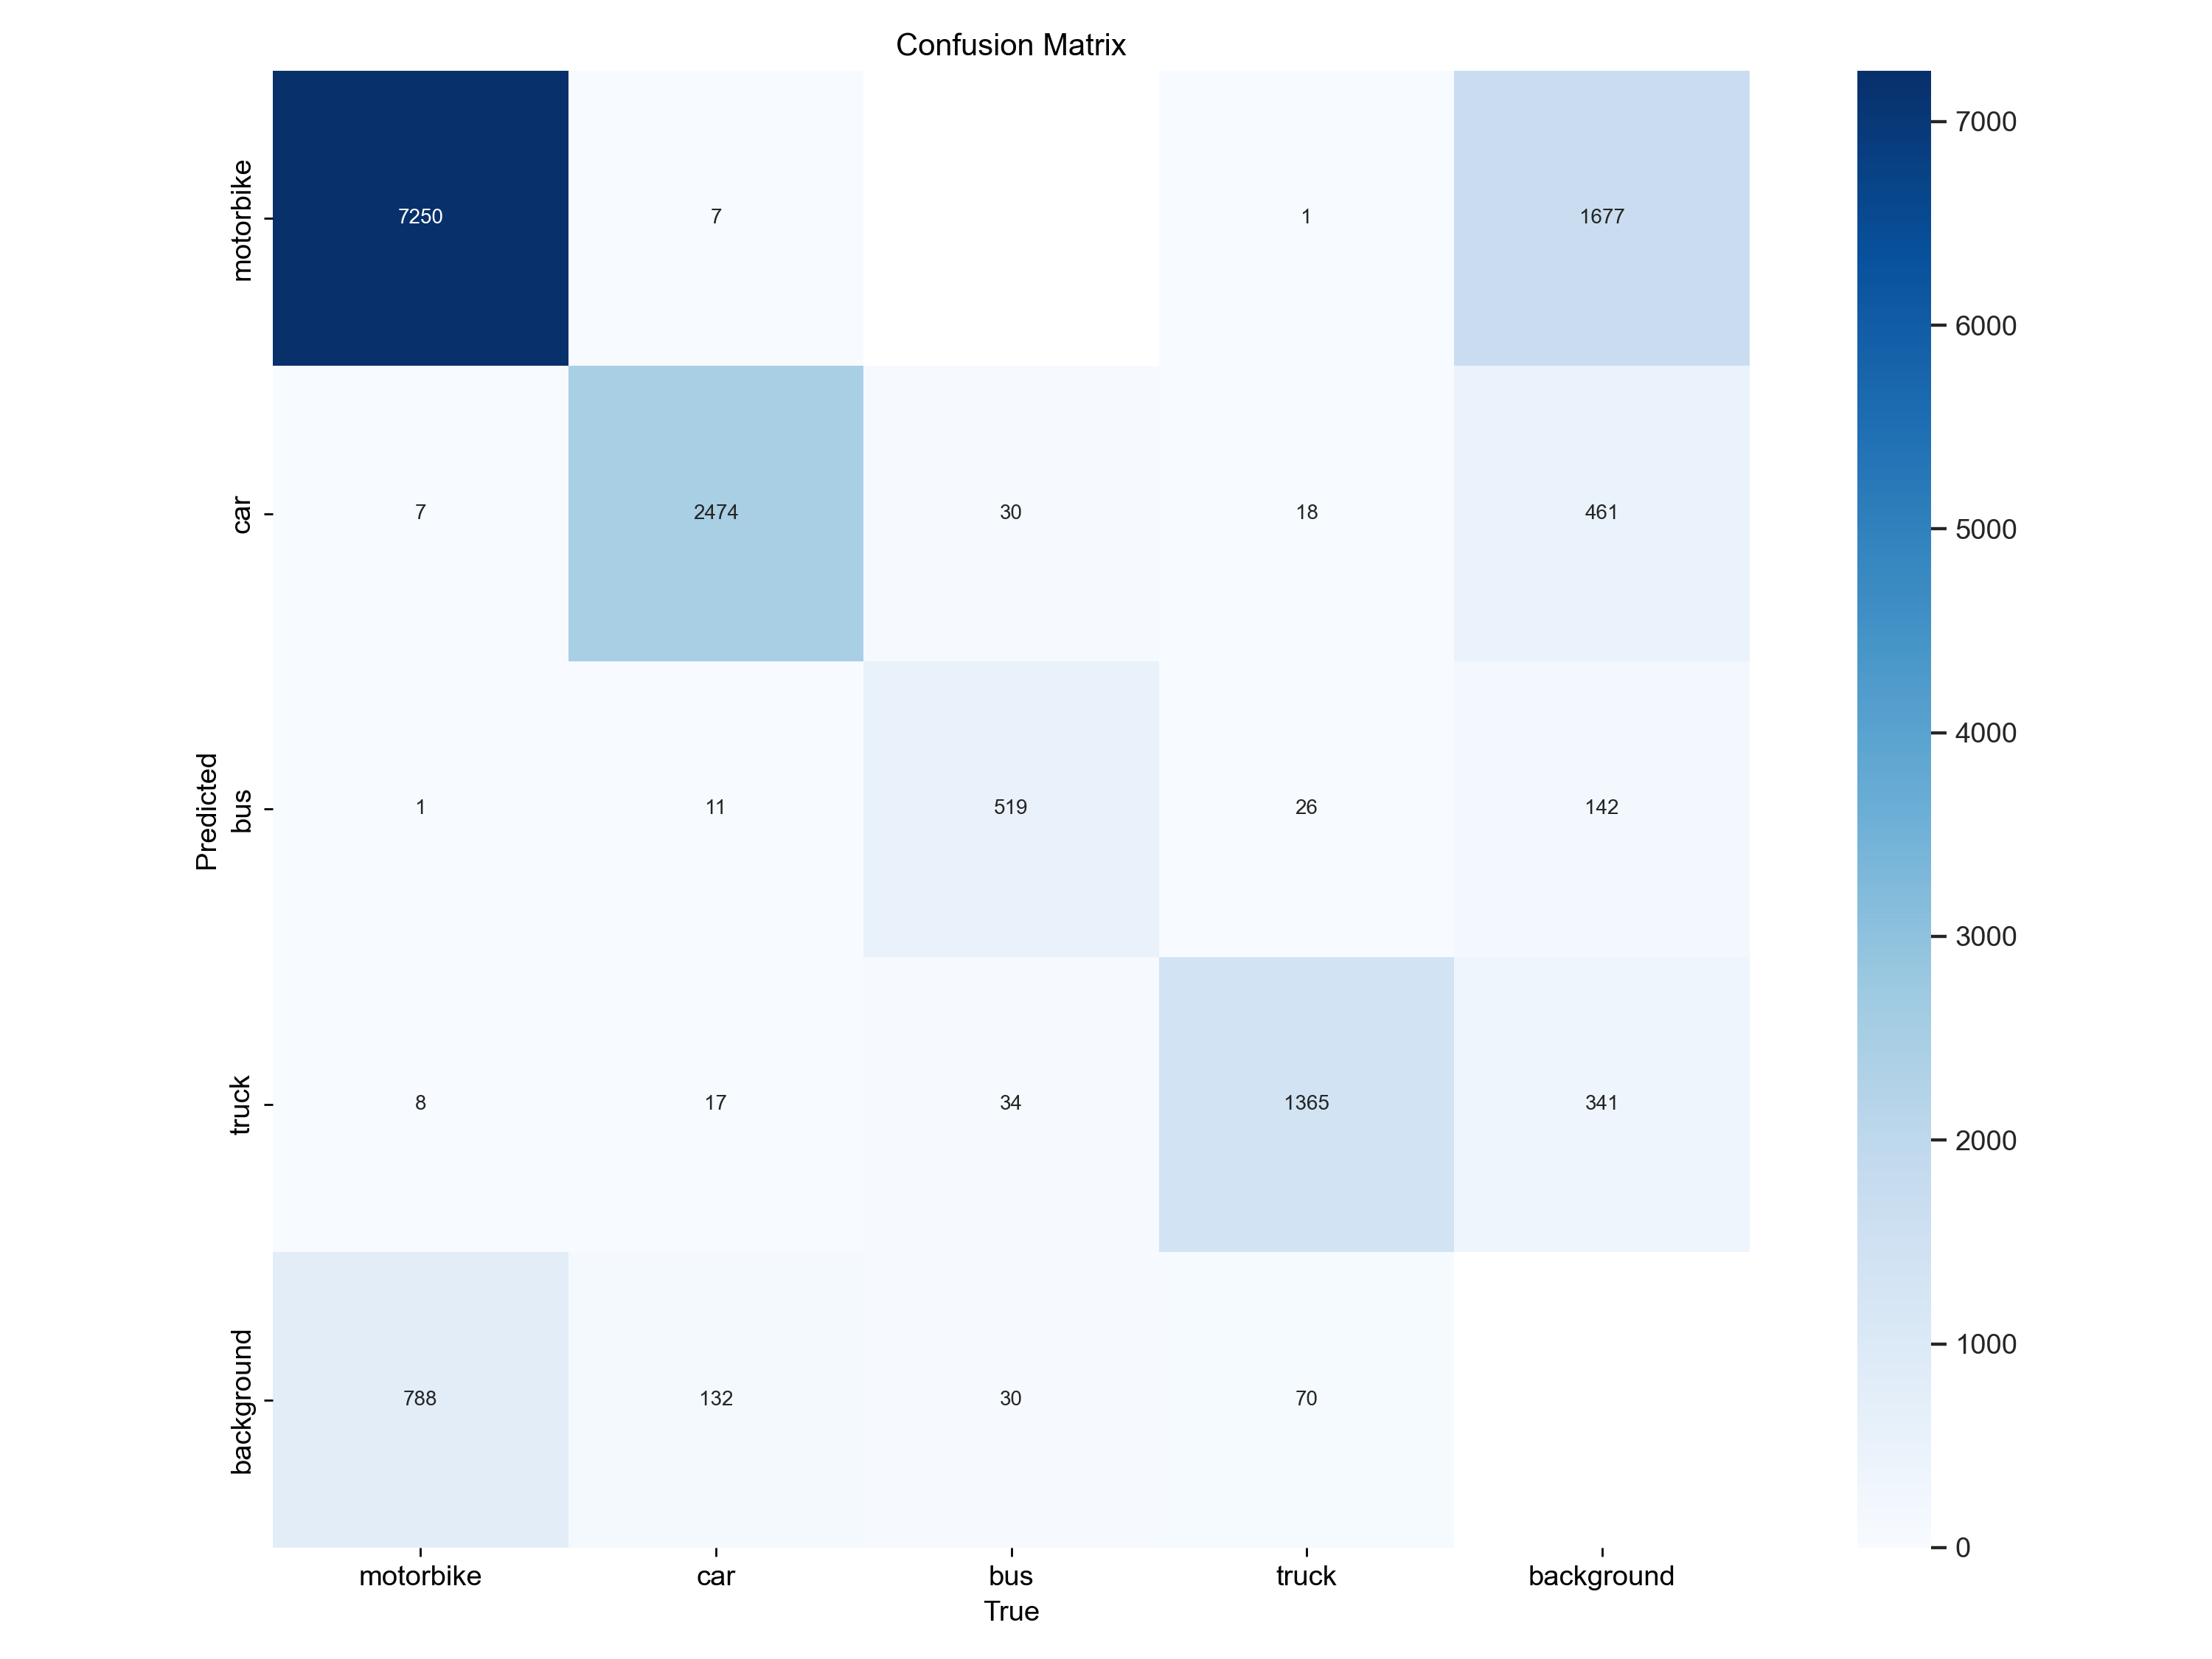 Confusion Matrix
motorbike 7250 7 1 1677
car 7 2474 30 18 461
bus 1 11 519 26 142
truck 8 17 34 1365 341
background 788 132 30 70
Predicted
motorbike car bus truck background
True
7000
6000
5000
4000
3000
2000
1000
0